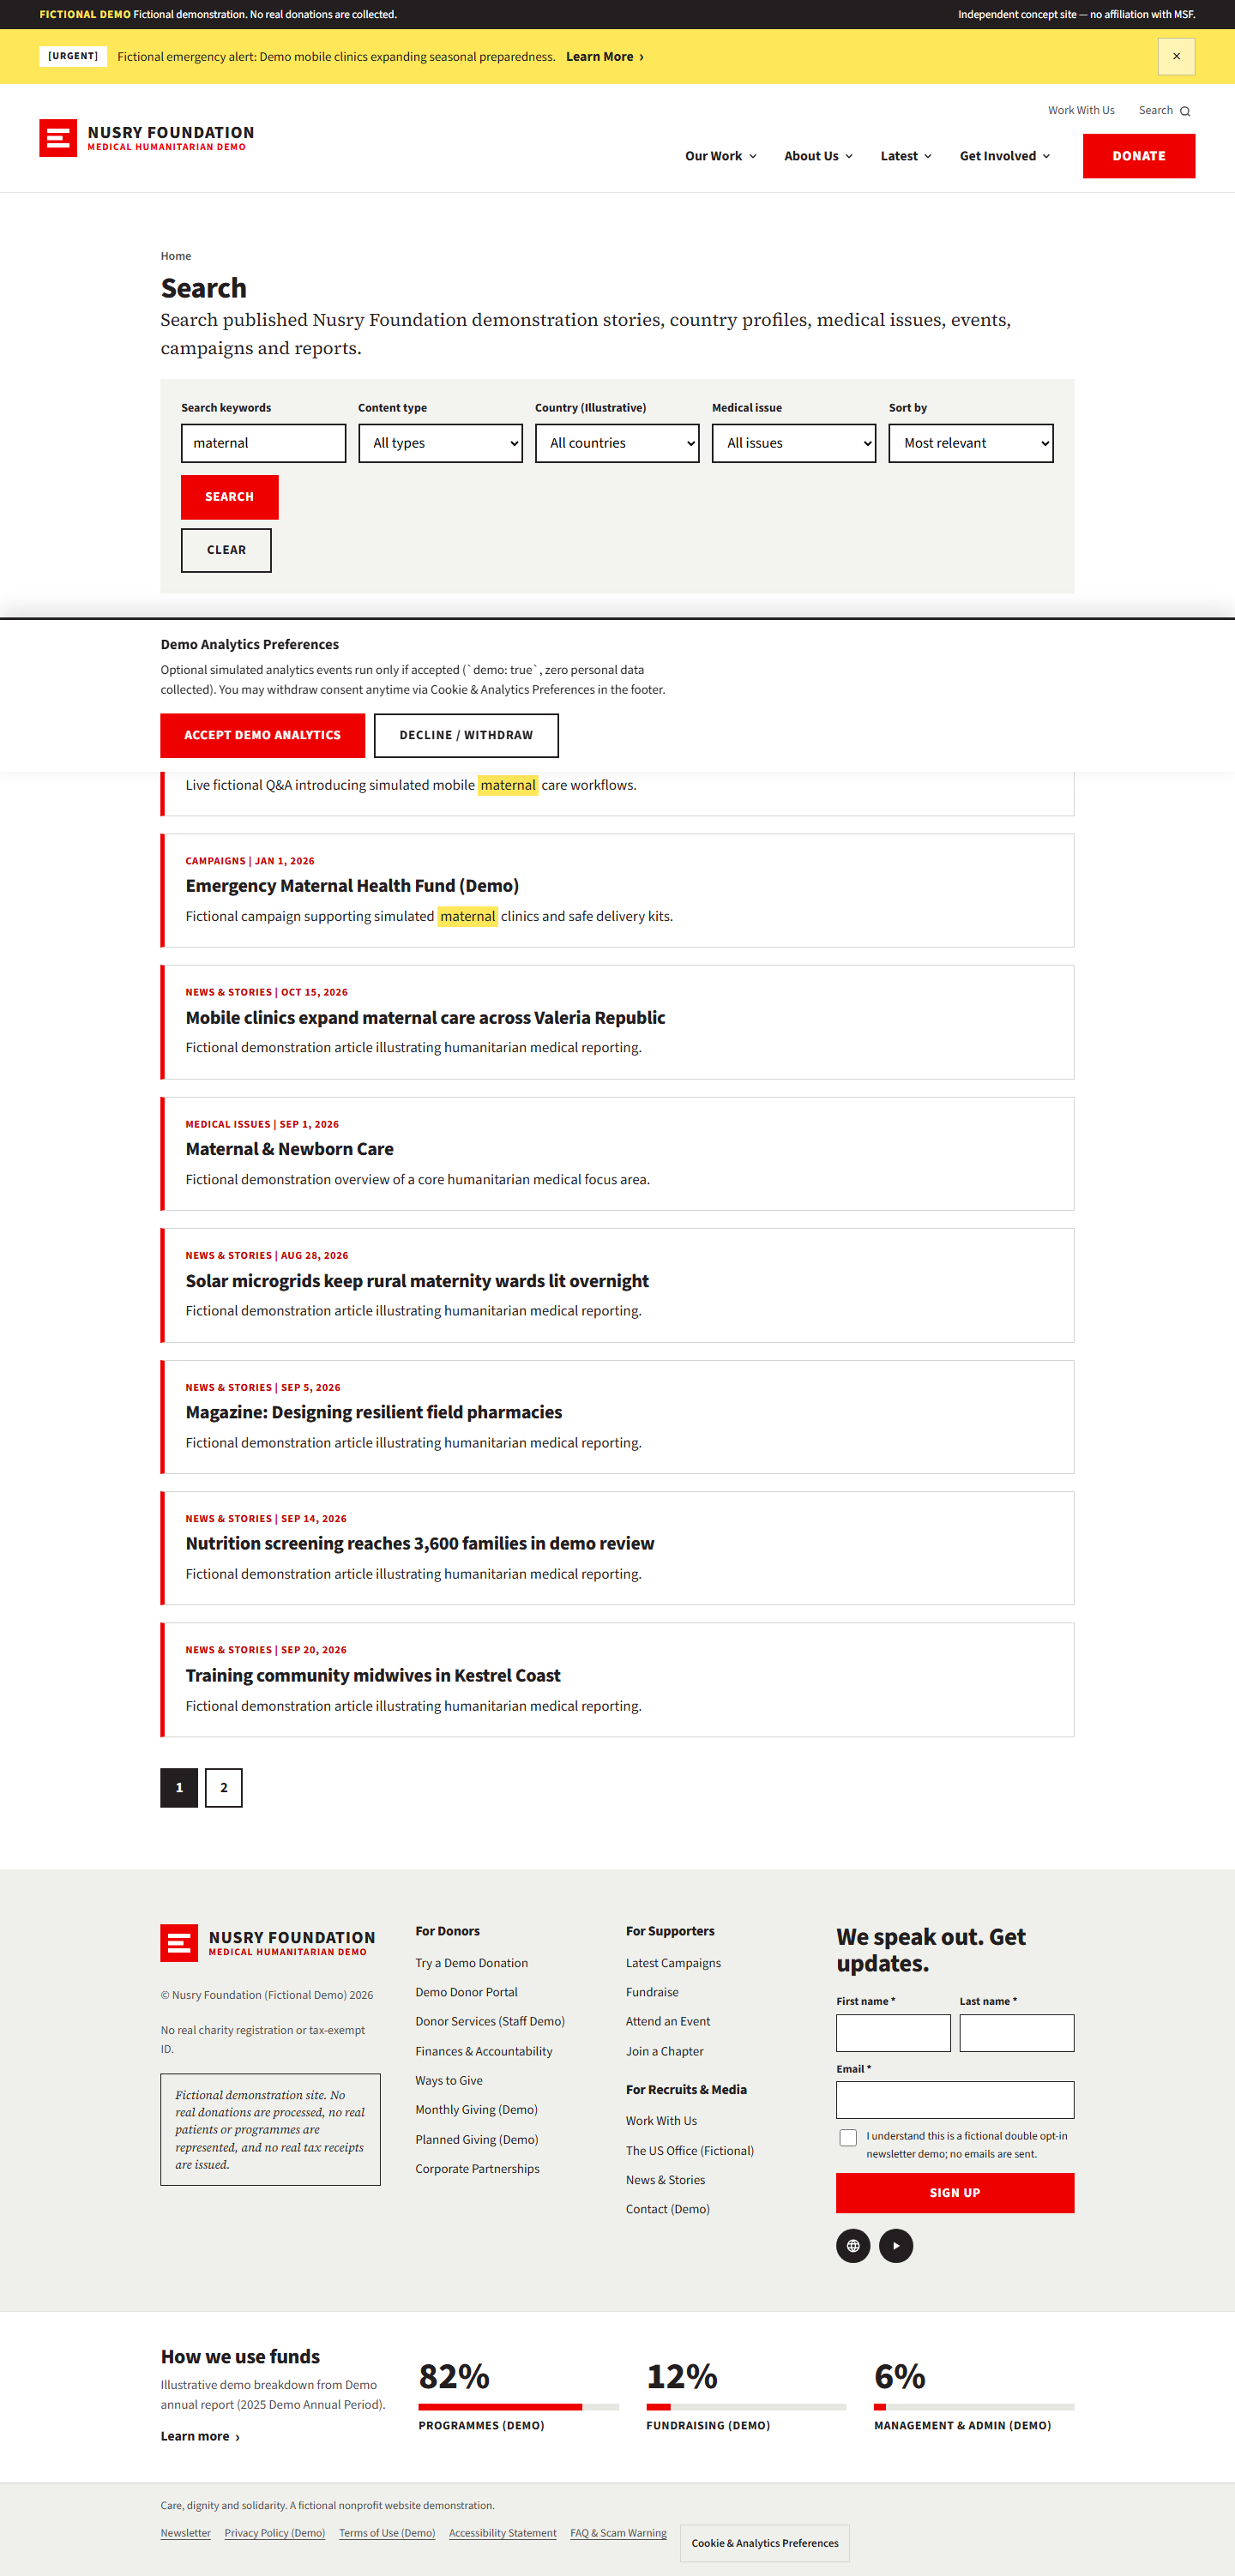 FICTIONAL DEMO Fictional demonstration. No real donations are collected.
Independent concept site — no affiliation with MSF.
[URGENT] Fictional emergency alert: Demo mobile clinics expanding seasonal preparedness. Learn More ›
×
Work With Us Search
NUSRY FOUNDATION
MEDICAL HUMANITARIAN DEMO
Our Work About Us Latest Get Involved DONATE
Home
Search
Search published Nusry Foundation demonstration stories, country profiles, medical issues, events,
campaigns and reports.
Search keywords Content type Country (Illustrative) Medical issue Sort by
maternal All types All countries All issues Most relevant
SEARCH
CLEAR
Demo Analytics Preferences
Optional simulated analytics events run only if accepted (`demo: true`, zero personal data
collected). You may withdraw consent anytime via Cookie & Analytics Preferences in the footer.
ACCEPT DEMO ANALYTICS DECLINE / WITHDRAW
Live fictional Q&A introducing simulated mobile maternal care workflows.
CAMPAIGNS | JAN 1, 2026
Emergency Maternal Health Fund (Demo)
Fictional campaign supporting simulated maternal clinics and safe delivery kits.
NEWS & STORIES | OCT 15, 2026
Mobile clinics expand maternal care across Valeria Republic
Fictional demonstration article illustrating humanitarian medical reporting.
MEDICAL ISSUES | SEP 1, 2026
Maternal & Newborn Care
Fictional demonstration overview of a core humanitarian medical focus area.
NEWS & STORIES | AUG 28, 2026
Solar microgrids keep rural maternity wards lit overnight
Fictional demonstration article illustrating humanitarian medical reporting.
NEWS & STORIES | SEP 5, 2026
Magazine: Designing resilient field pharmacies
Fictional demonstration article illustrating humanitarian medical reporting.
NEWS & STORIES | SEP 14, 2026
Nutrition screening reaches 3,600 families in demo review
Fictional demonstration article illustrating humanitarian medical reporting.
NEWS & STORIES | SEP 20, 2026
Training community midwives in Kestrel Coast
Fictional demonstration article illustrating humanitarian medical reporting.
1 2
NUSRY FOUNDATION
MEDICAL HUMANITARIAN DEMO
© Nusry Foundation (Fictional Demo) 2026
No real charity registration or tax-exempt
ID.
Fictional demonstration site. No
real donations are processed, no real
patients or programmes are
represented, and no real tax receipts
are issued.
For Donors
Try a Demo Donation
Demo Donor Portal
Donor Services (Staff Demo)
Finances & Accountability
Ways to Give
Monthly Giving (Demo)
Planned Giving (Demo)
Corporate Partnerships
For Supporters
Latest Campaigns
Fundraise
Attend an Event
Join a Chapter
For Recruits & Media
Work With Us
The US Office (Fictional)
News & Stories
Contact (Demo)
We speak out. Get
updates.
First name * Last name *
Email *
I understand this is a fictional double opt-in
newsletter demo; no emails are sent.
SIGN UP
How we use funds
Illustrative demo breakdown from Demo
annual report (2025 Demo Annual Period).
Learn more ›
82%
PROGRAMMES (DEMO)
12%
FUNDRAISING (DEMO)
6%
MANAGEMENT & ADMIN (DEMO)
Care, dignity and solidarity. A fictional nonprofit website demonstration.
Newsletter Privacy Policy (Demo) Terms of Use (Demo) Accessibility Statement FAQ & Scam Warning Cookie & Analytics Preferences